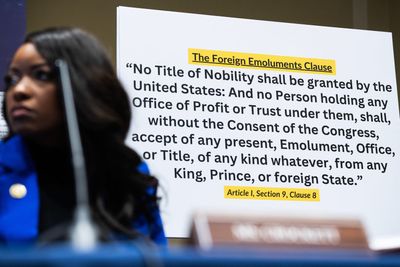 The Foreign Emoluments Clause
“No Title of Nobility shall be granted by the
United States: And no Person holding any
Office of Profit or Trust under them, shall,
without the Consent of the Congress,
accept of any present, Emolument, Office,
or Title, of any kind whatever, from any
King, Prince, or foreign State.”
Article I, Section 9, Clause 8